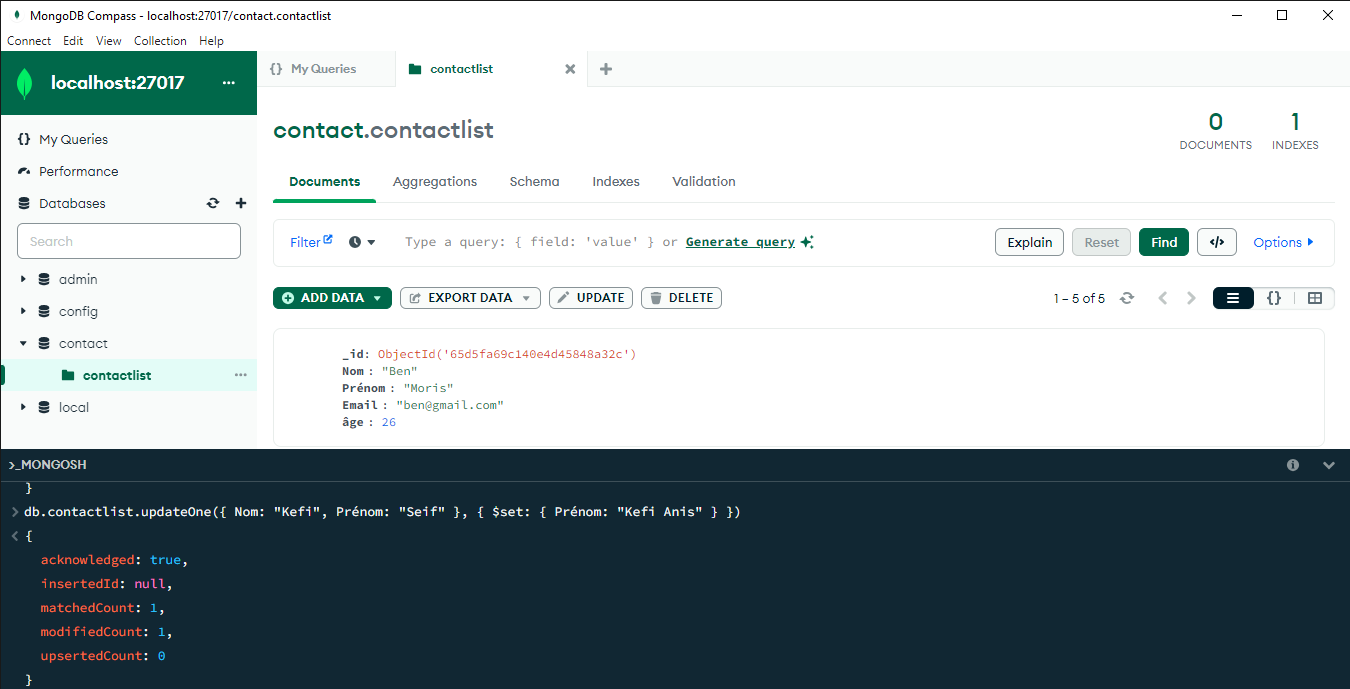 MongoDB Compass - localhost:27017/contact.contactlist
Connect Edit View Collection Help
localhost:27017 ...
{} My Queries
contactlist
My Queries
Performance
Databases
Search
admin
config
contact
contactlist
local
contact.contactlist
0
DOCUMENTS
1
INDEXES
Documents Aggregations Schema Indexes Validation
Filter Type a query: { field: 'value' } or Generate query Explain Reset Find </> Options
ADD DATA EXPORT DATA UPDATE DELETE 1 – 5 of 5 {}
_id: ObjectId('65d5fa69c140e4d45848a32c')
Nom : "Ben"
Prénom : "Moris"
Email : "ben@gmail.com"
âge : 26
>_MONGOSH
}
> db.contactlist.updateOne({ Nom: "Kefi", Prénom: "Seif" }, { $set: { Prénom: "Kefi Anis" } })
< {
acknowledged: true,
insertedId: null,
matchedCount: 1,
modifiedCount: 1,
upsertedCount: 0
}